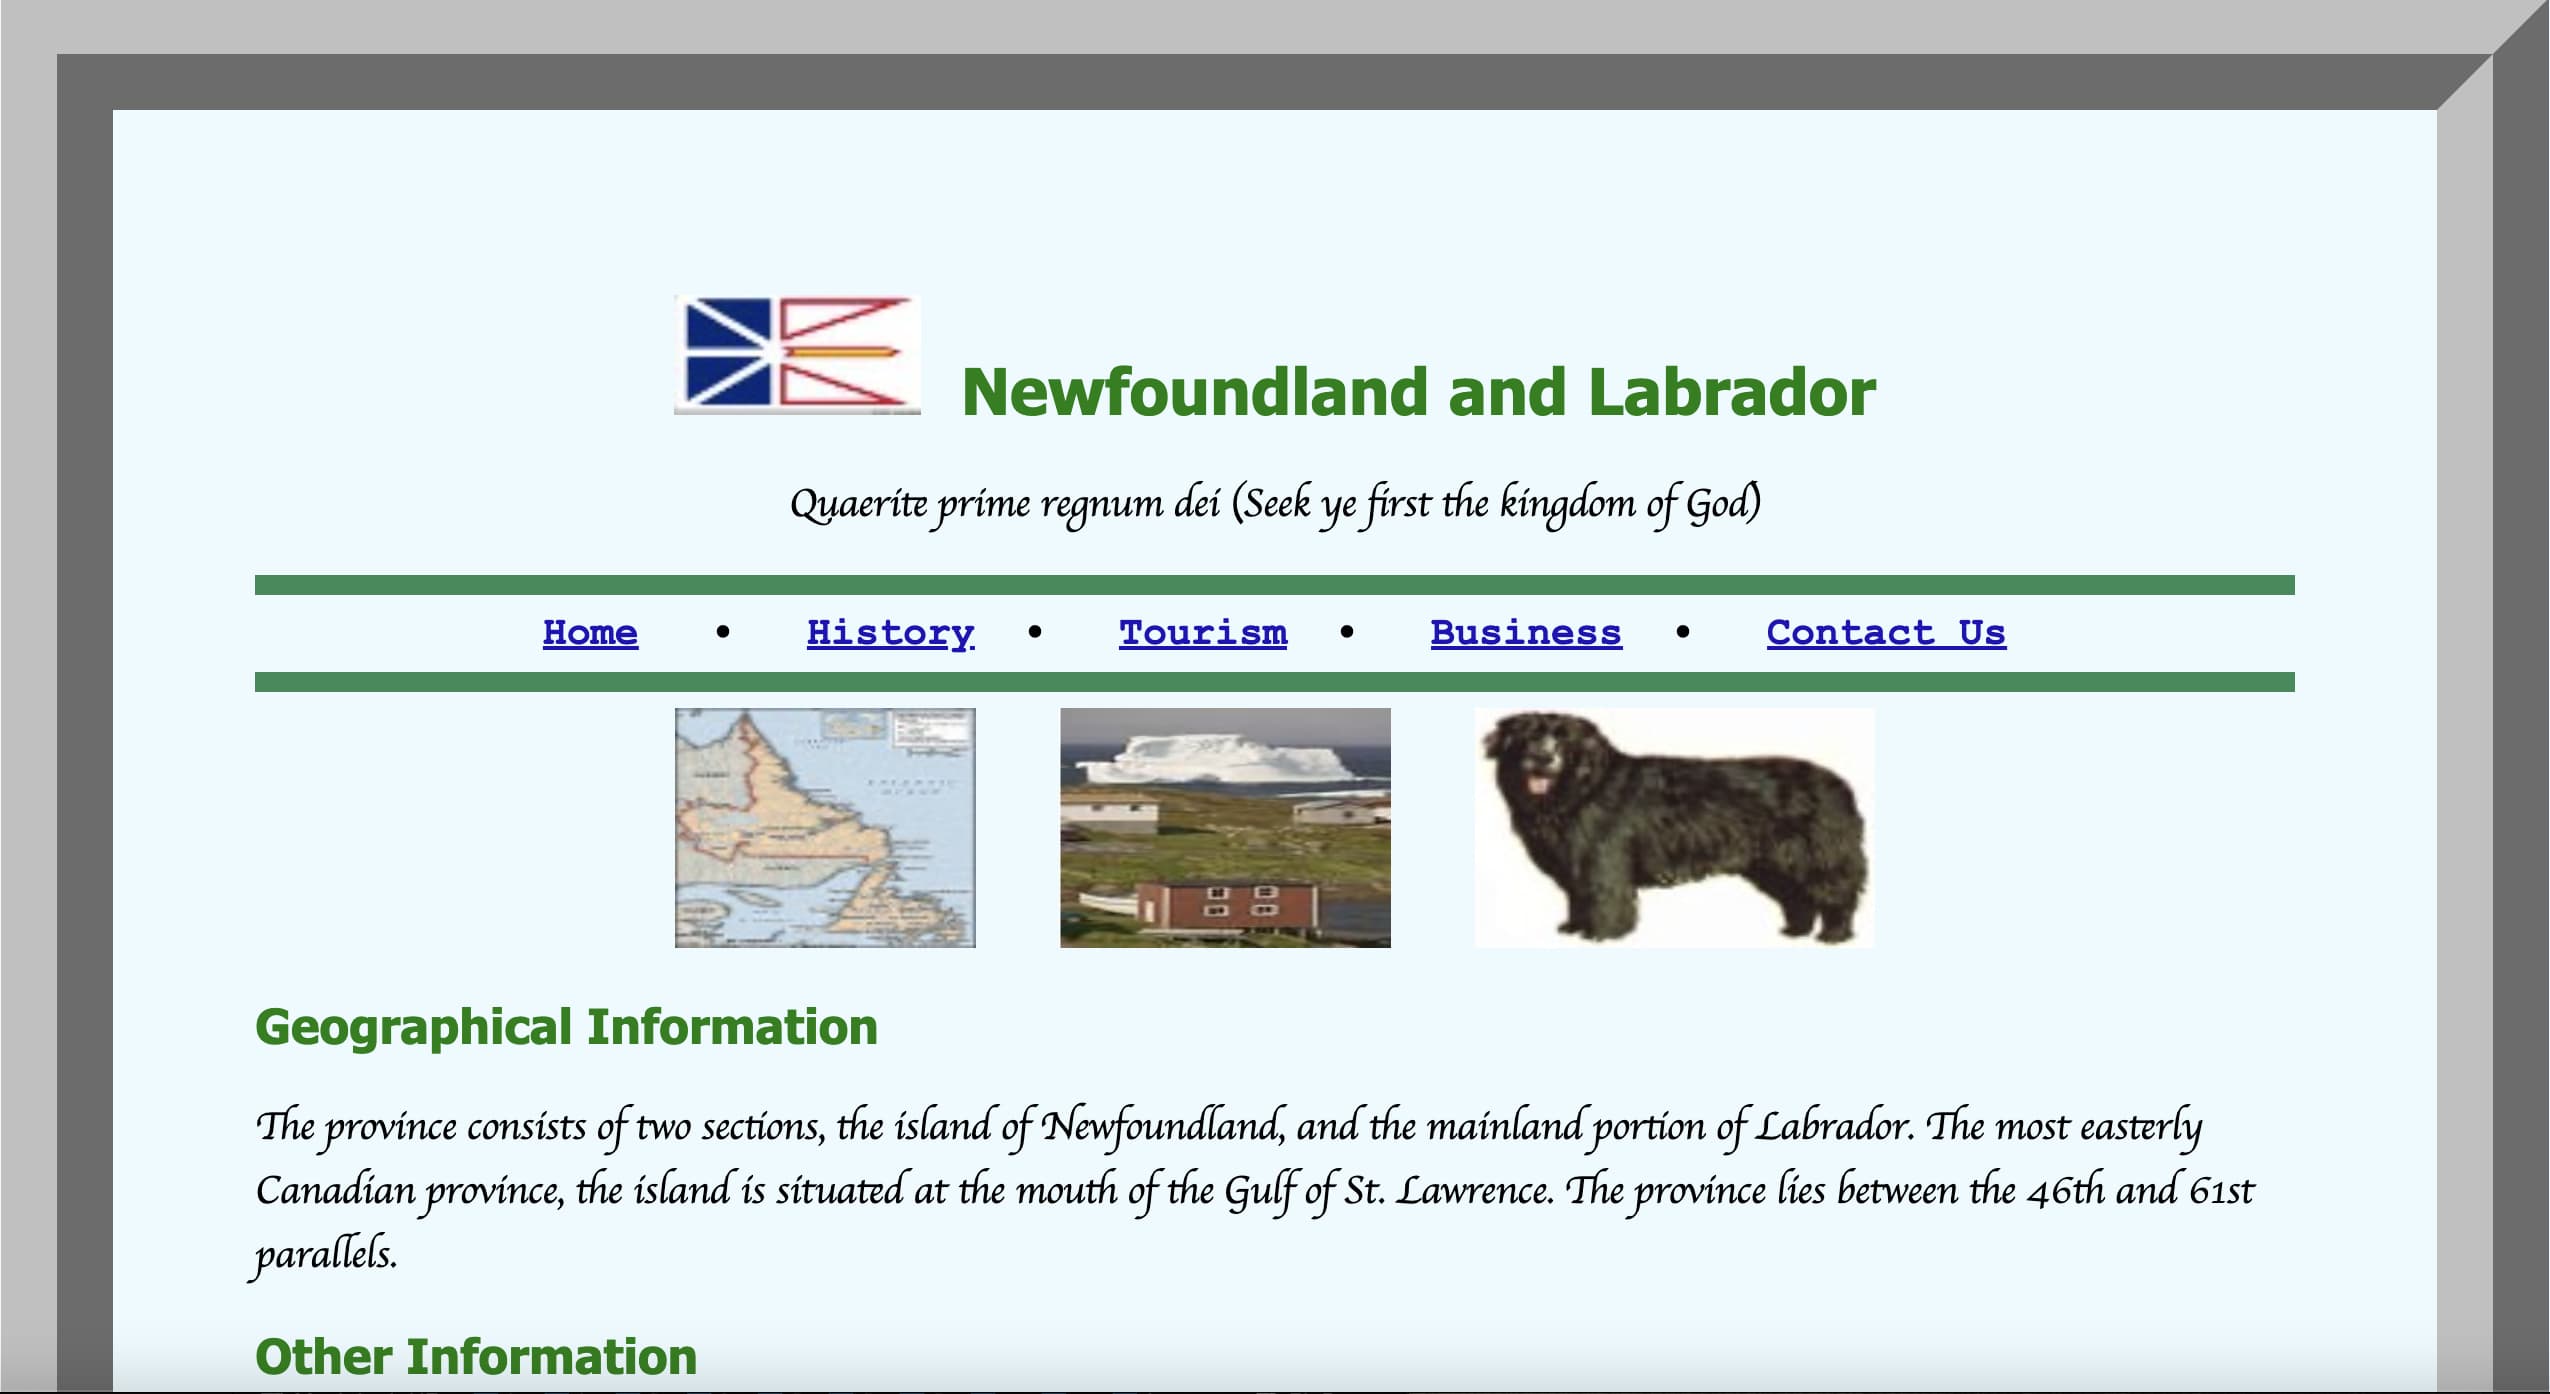 Newfoundland and Labrador
Quaerite prime regnum dei (Seek ye first the kingdom of God)
Home • History • Tourism • Business • Contact Us
Geographical Information
The province consists of two sections, the island of Newfoundland, and the mainland portion of Labrador. The most easterly
Canadian province, the island is situated at the mouth of the Gulf of St. Lawrence. The province lies between the 46th and 61st
parallels.
Other Information